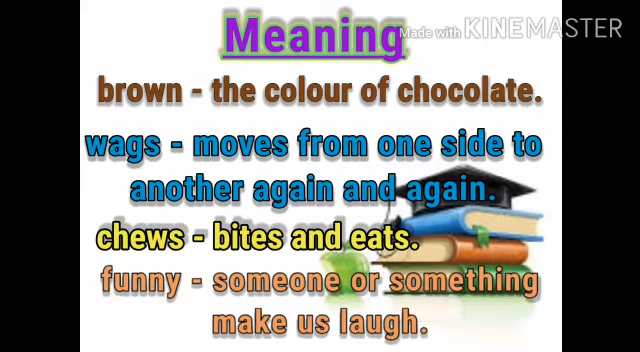 Meaning
Made with KINEMASTER
brown - the colour of chocolate.
wags - moves from one side to
another again and again.
chews - bites and eats.
funny - someone or something
make us laugh.